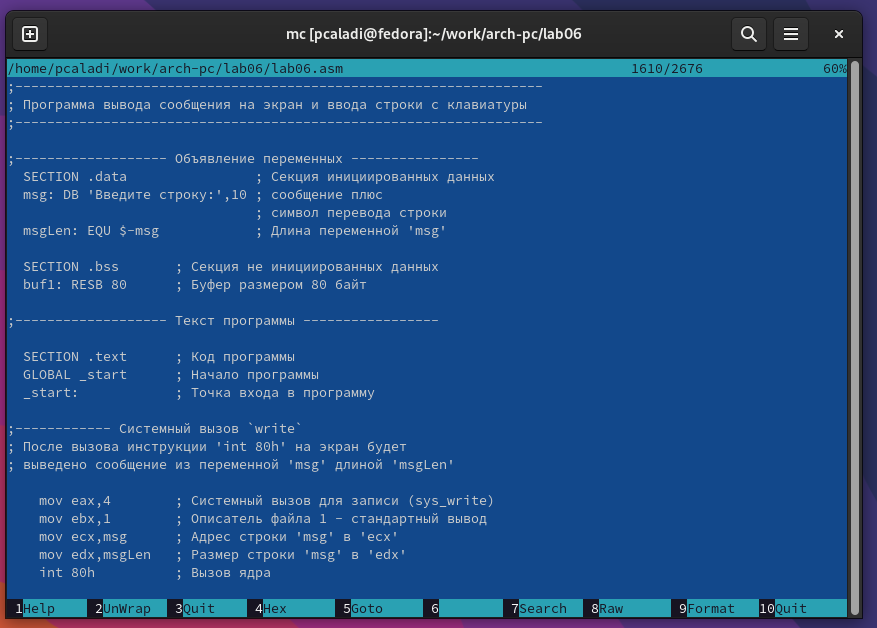 mc [pcaladi@fedora]:~/work/arch-pc/lab06
/home/pcaladi/work/arch-pc/lab06/lab06.asm 1610/2676 60%
;------------------------------------------------------------------
; Программа вывода сообщения на экран и ввода строки с клавиатуры
;------------------------------------------------------------------
;------------------- Объявление переменных ----------------
SECTION .data ; Секция инициированных данных
msg: DB 'Введите строку:',10 ; сообщение плюс
; символ перевода строки
msgLen: EQU $-msg ; Длина переменной 'msg'
SECTION .bss ; Секция не инициированных данных
buf1: RESB 80 ; Буфер размером 80 байт
;------------------- Текст программы -----------------
SECTION .text ; Код программы
GLOBAL _start ; Начало программы
_start: ; Точка входа в программу
;------------ Системный вызов `write`
; После вызова инструкции 'int 80h' на экран будет
; выведено сообщение из переменной 'msg' длиной 'msgLen'
mov eax,4 ; Системный вызов для записи (sys_write)
mov ebx,1 ; Описатель файла 1 - стандартный вывод
mov ecx,msg ; Адрес строки 'msg' в 'ecx'
mov edx,msgLen ; Размер строки 'msg' в 'edx'
int 80h ; Вызов ядра
1Help 2UnWrap 3Quit 4Hex 5Goto 6 7Search 8Raw 9Format 10Quit